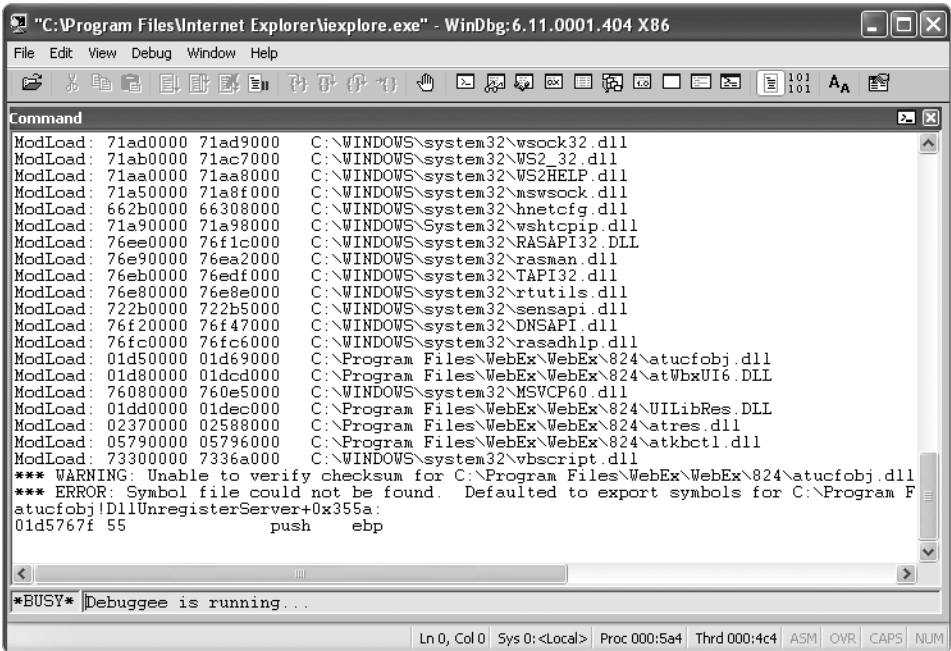 "C:\Program Files\Internet Explorer\iexplore.exe" - WinDbg:6.11.0001.404 X86
File Edit View Debug Window Help
101
101
AA
Command
ModLoad: 71ad0000 71ad9000 C:\WINDOWS\system32\wsock32.dll
ModLoad: 71ab0000 71ac7000 C:\WINDOWS\system32\WS2_32.dll
ModLoad: 71aa0000 71aa8000 C:\WINDOWS\system32\WS2HELP.dll
ModLoad: 71a50000 71a8f000 C:\WINDOWS\system32\mswsock.dll
ModLoad: 662b0000 66308000 C:\WINDOWS\system32\hnetcfg.dll
ModLoad: 71a90000 71a98000 C:\WINDOWS\System32\wshtcpip.dll
ModLoad: 76ee0000 76f1c000 C:\WINDOWS\system32\RASAPI32.DLL
ModLoad: 76e90000 76ea2000 C:\WINDOWS\system32\rasman.dll
ModLoad: 76eb0000 76edf000 C:\WINDOWS\system32\TAPI32.dll
ModLoad: 76e80000 76e8e000 C:\WINDOWS\system32\rtutils.dll
ModLoad: 722b0000 722b5000 C:\WINDOWS\system32\sensapi.dll
ModLoad: 76f20000 76f47000 C:\WINDOWS\system32\DNSAPI.dll
ModLoad: 76fc0000 76fc6000 C:\WINDOWS\system32\rasadhlp.dll
ModLoad: 01d50000 01d69000 C:\Program Files\WebEx\WebEx\824\atucfobj.dll
ModLoad: 01d80000 01dcd000 C:\Program Files\WebEx\WebEx\824\atWbxUI6.DLL
ModLoad: 76080000 760e5000 C:\WINDOWS\system32\MSVCP60.dll
ModLoad: 01dd0000 01dec000 C:\Program Files\WebEx\WebEx\824\UILibRes.DLL
ModLoad: 02370000 02588000 C:\Program Files\WebEx\WebEx\824\atres.dll
ModLoad: 05790000 05796000 C:\Program Files\WebEx\WebEx\824\atkbctl.dll
ModLoad: 73300000 7336a000 C:\WINDOWS\system32\vbscript.dll
*** WARNING: Unable to verify checksum for C:\Program Files\WebEx\WebEx\824\atucfobj.dll
*** ERROR: Symbol file could not be found. Defaulted to export symbols for C:\Program F
atucfobj!DllUnregisterServer+0x355a:
01d5767f 55 push ebp
*BUSY* Debuggee is running...
Ln 0, Col 0 Sys 0:<Local> Proc 000:5a4 Thrd 000:4c4 ASM OVR CAPS NUM